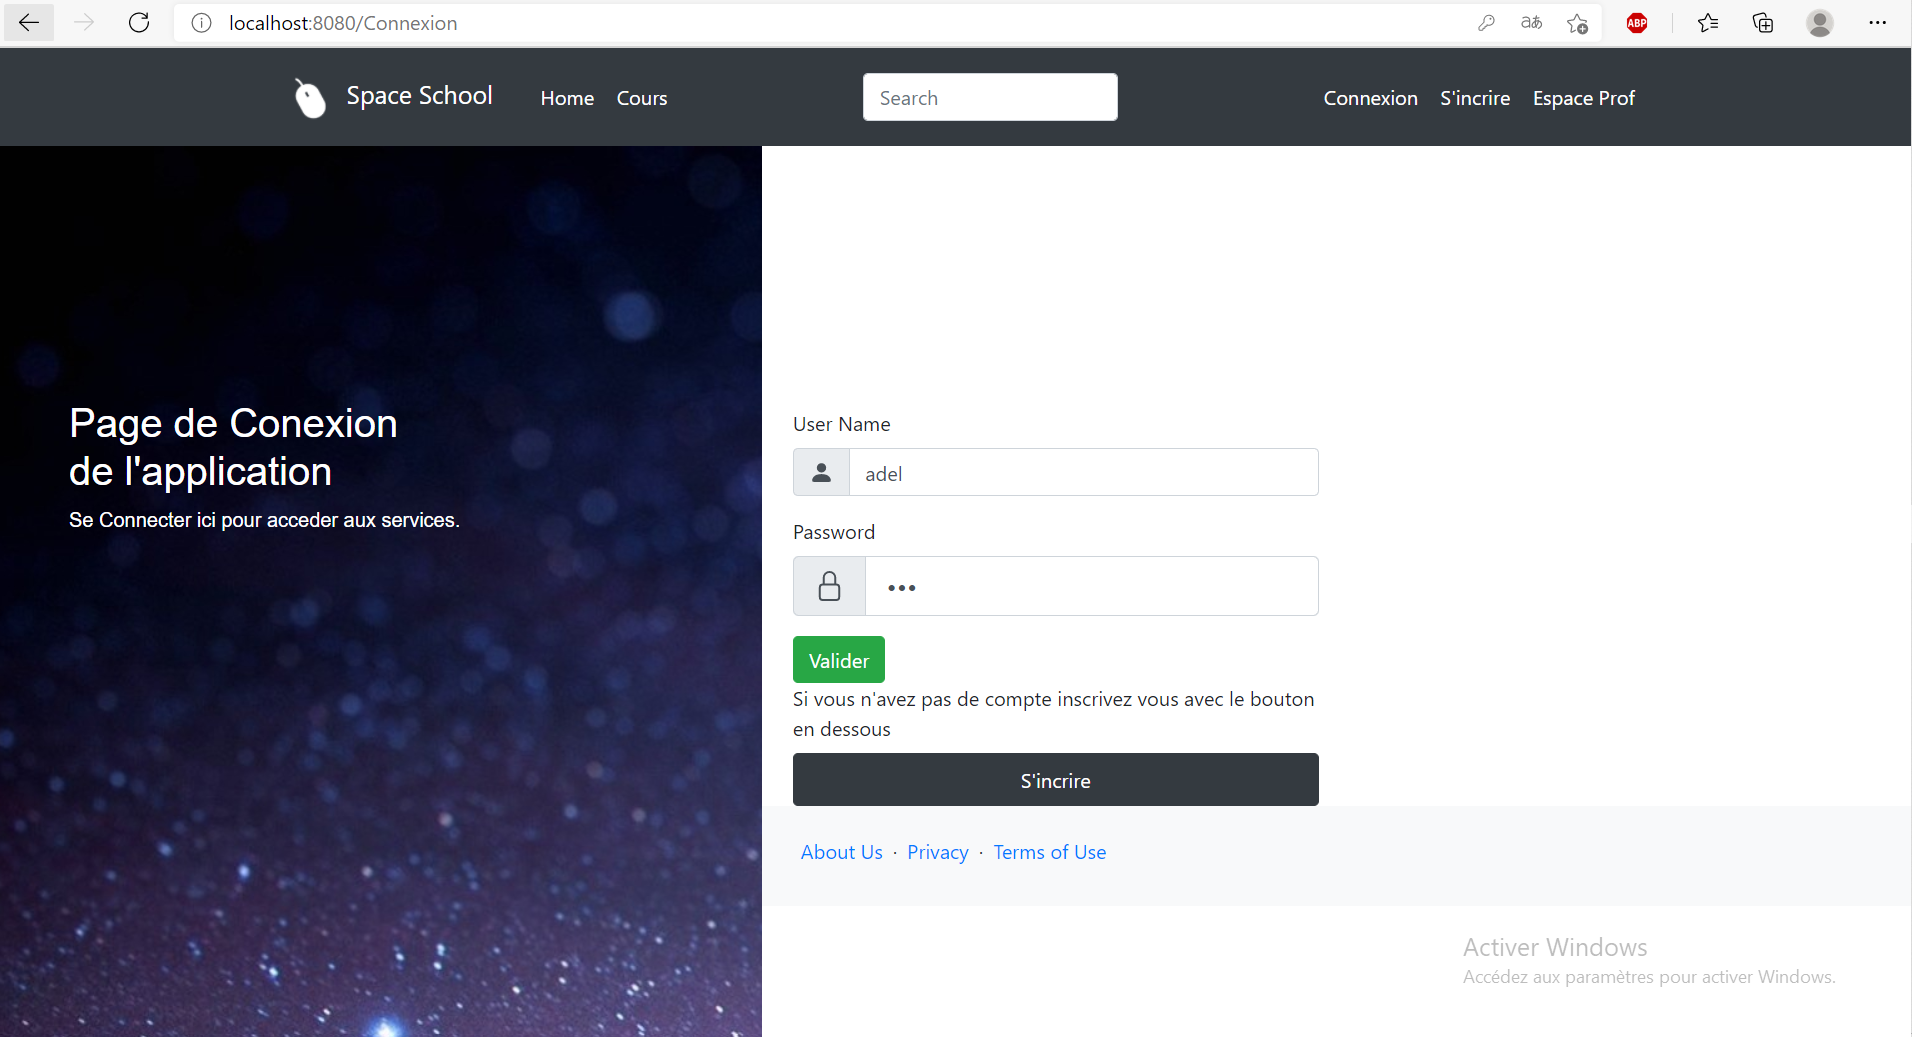 localhost:8080/Connexion
aあ
ABP
Space School
Home
Cours
Search
Connexion
S'incrire
Espace Prof
Page de Conexion
de l'application
Se Connecter ici pour acceder aux services.
User Name
adel
Password
•••
Valider
Si vous n'avez pas de compte inscrivez vous avec le bouton
en dessous
S'incrire
About Us · Privacy · Terms of Use
Activer Windows
Accédez aux paramètres pour activer Windows.